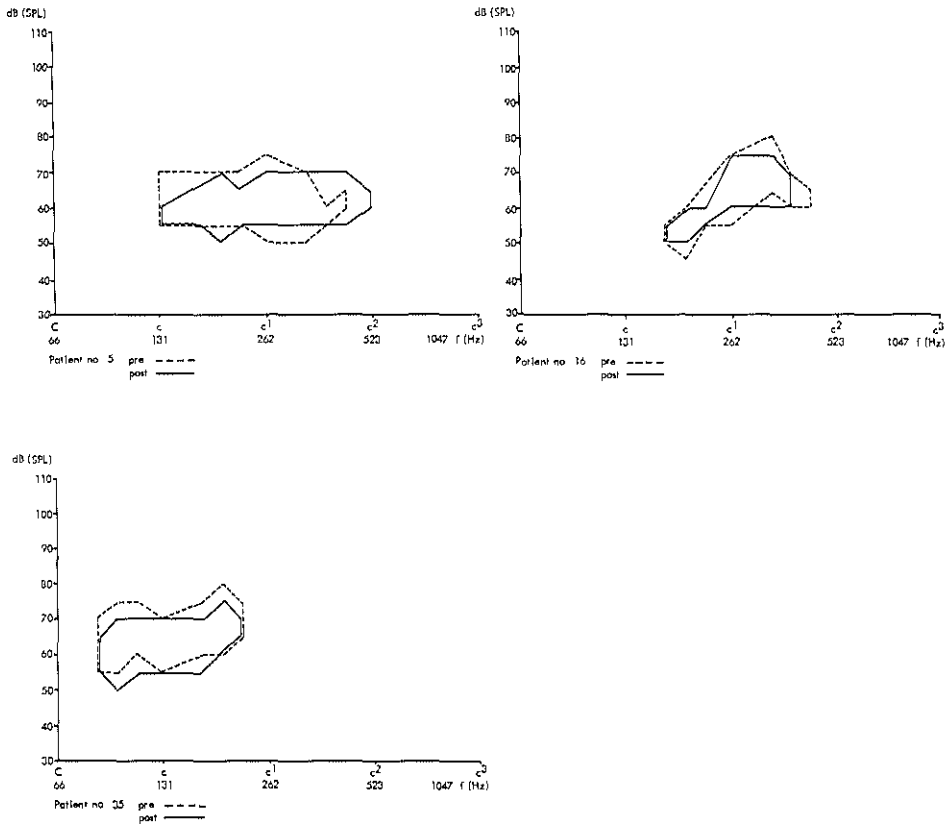 dB (SPL)
110
100
90
80
70
60
50
40
30
C c c1 c2 c3
66 131 262 523 1047 f (Hz)
Patient no 5 pre
post
dB (SPL)
110
100
90
80
70
60
50
40
30
C c c1 c2 c3
66 131 262 523 1047 f (Hz)
Patient no 16 pre
post
dB (SPL)
110
100
90
80
70
60
50
40
30
C c c1 c2 c3
66 131 262 523 1047 f (Hz)
Patient no 35 pre
post